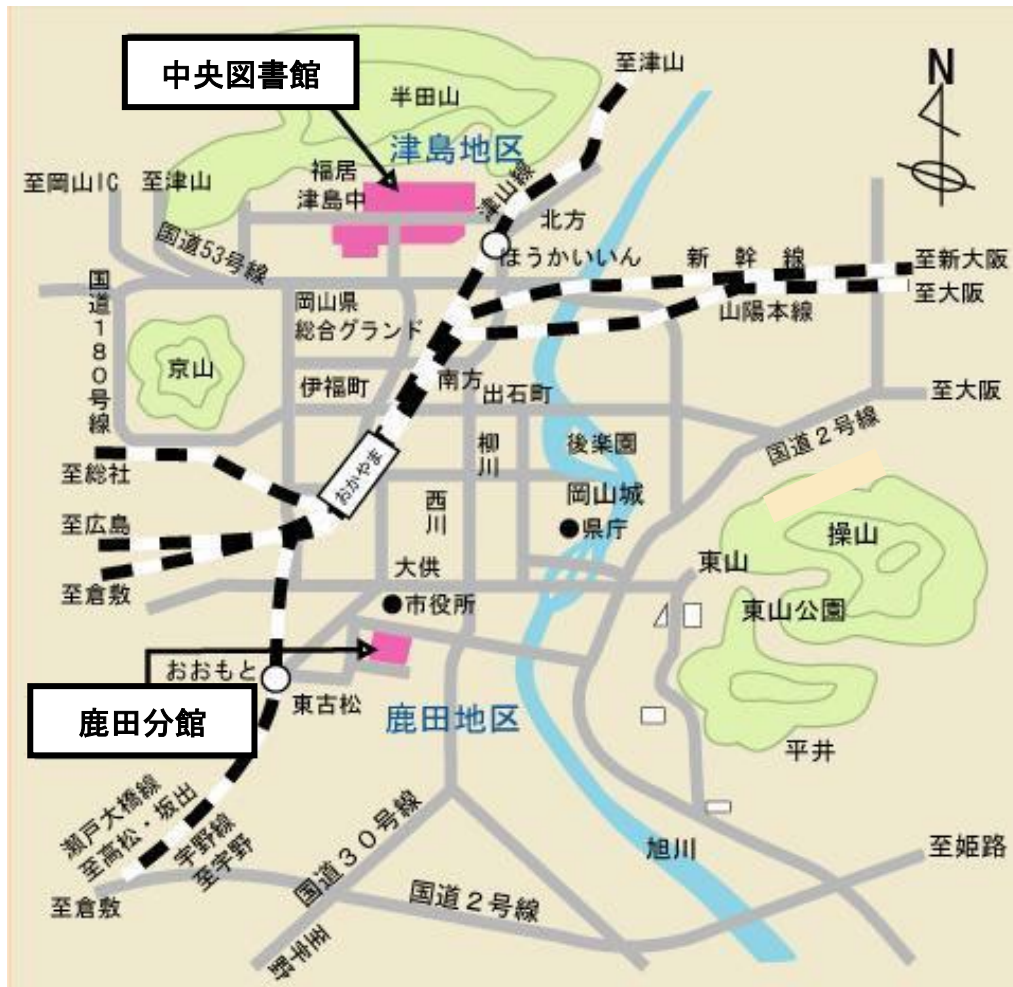 中央図書館
至津山
N
半田山
津島地区
福居
津島中
至岡山IC
至津山
津山線
北方
ほうかいいん
国道53号線
新幹線
至新大阪
至大阪
山陽本線
国道180号線
岡山県
総合グランド
京山
伊福町
南方
出石町
至大阪
国道2号線
柳川
後楽園
おかやま
至総社
西川
岡山城
県庁
至広島
操山
大供
東山
至倉敷
市役所
東山公園
おおもと
東古松
鹿田地区
鹿田分館
平井
瀬戸大橋線
至高松・坂出
宇野線
至宇野
国道30号線
旭川
至姫路
至倉敷
国道2号線
至宇野